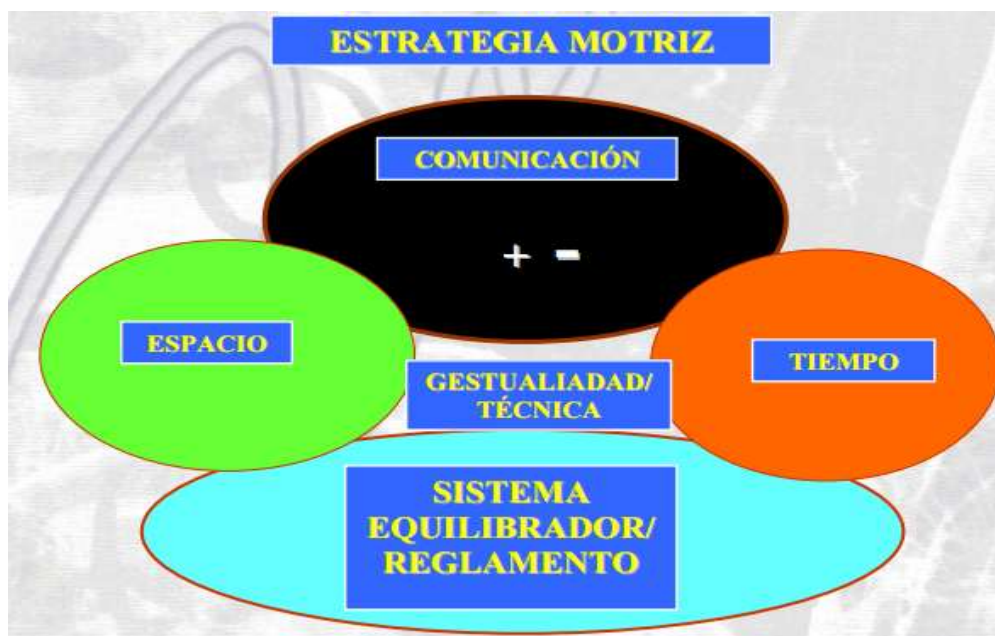 ESTRATEGIA MOTRIZ
COMUNICACIÓN
+ -
ESPACIO
TIEMPO
GESTUALIADAD/
TÉCNICA
SISTEMA
EQUILIBRADOR/
REGLAMENTO